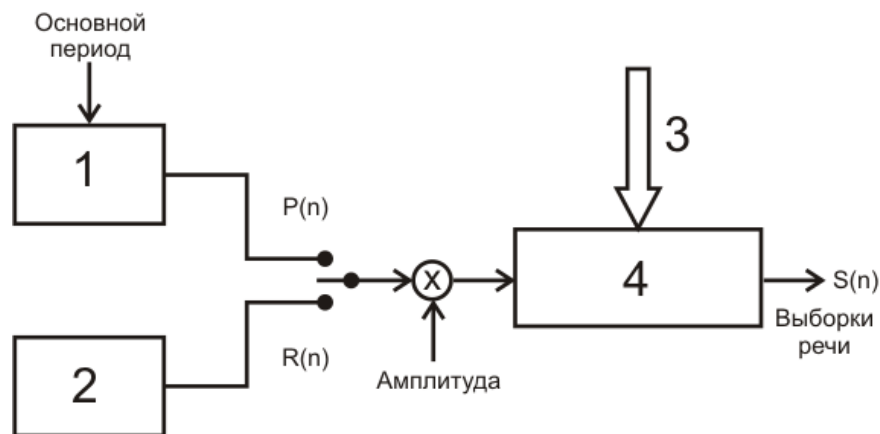 Основной
период
1
3
P(n)
X
4
S(n)
Выборки
речи
R(n)
2
Амплитуда